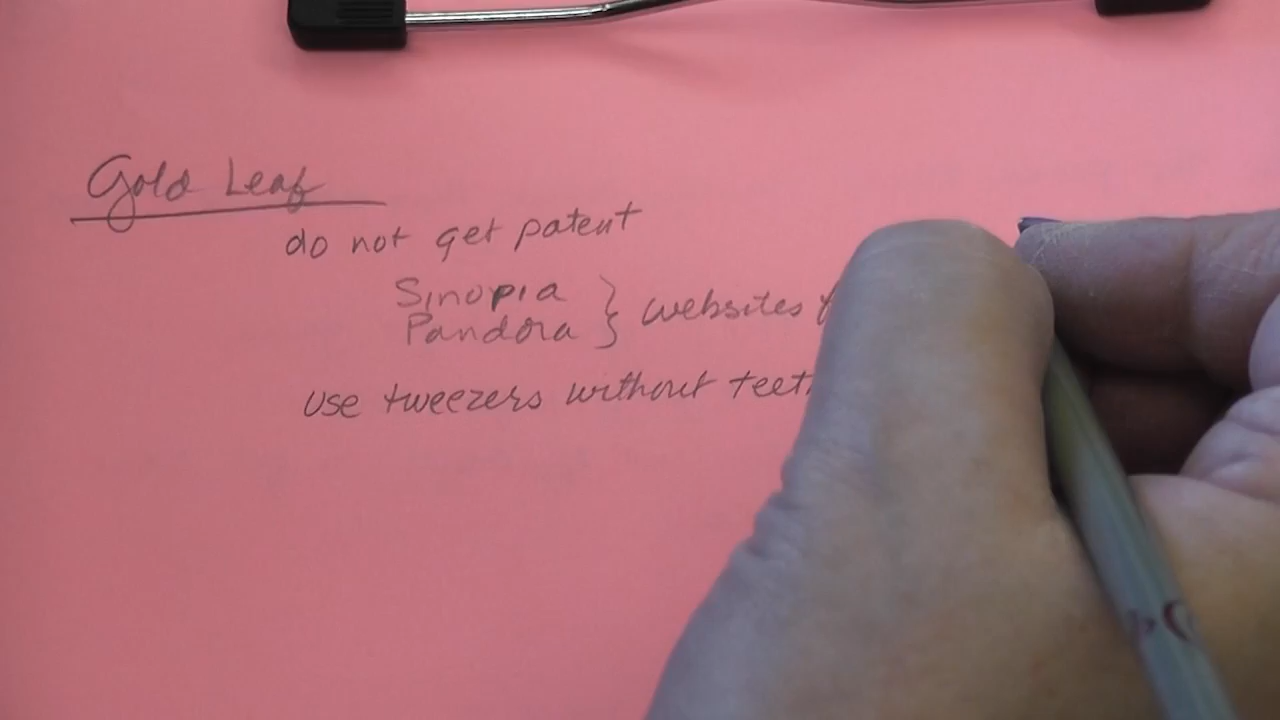 Gold Leaf
do not get patent
Sinopia
Pandora } websites
use tweezers without